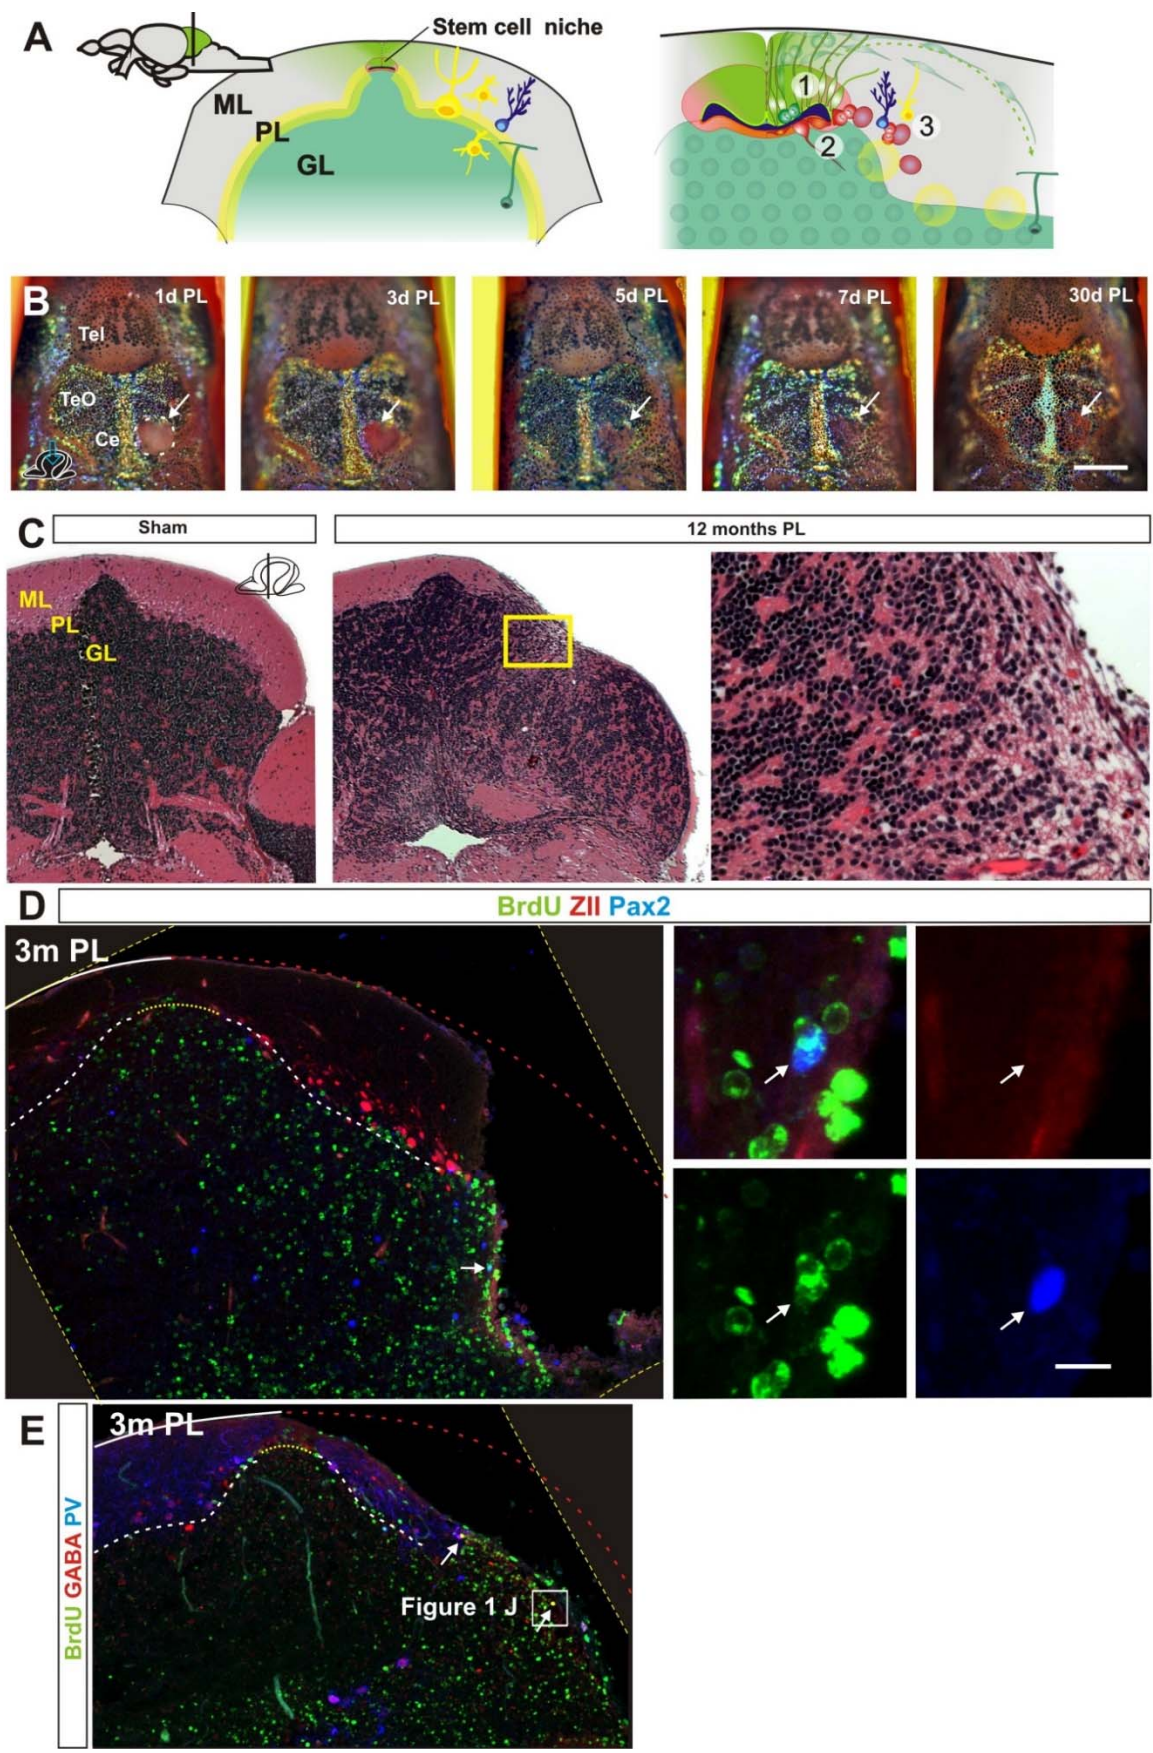 A
Stem cell niche
ML
PL
GL
1
2
3
B
1d PL
3d PL
5d PL
7d PL
30d PL
Tel
TeO
Ce
C
Sham
12 months PL
ML
PL
GL
D
BrdU ZII Pax2
3m PL
E
BrdU GABA PV
3m PL
Figure 1 J